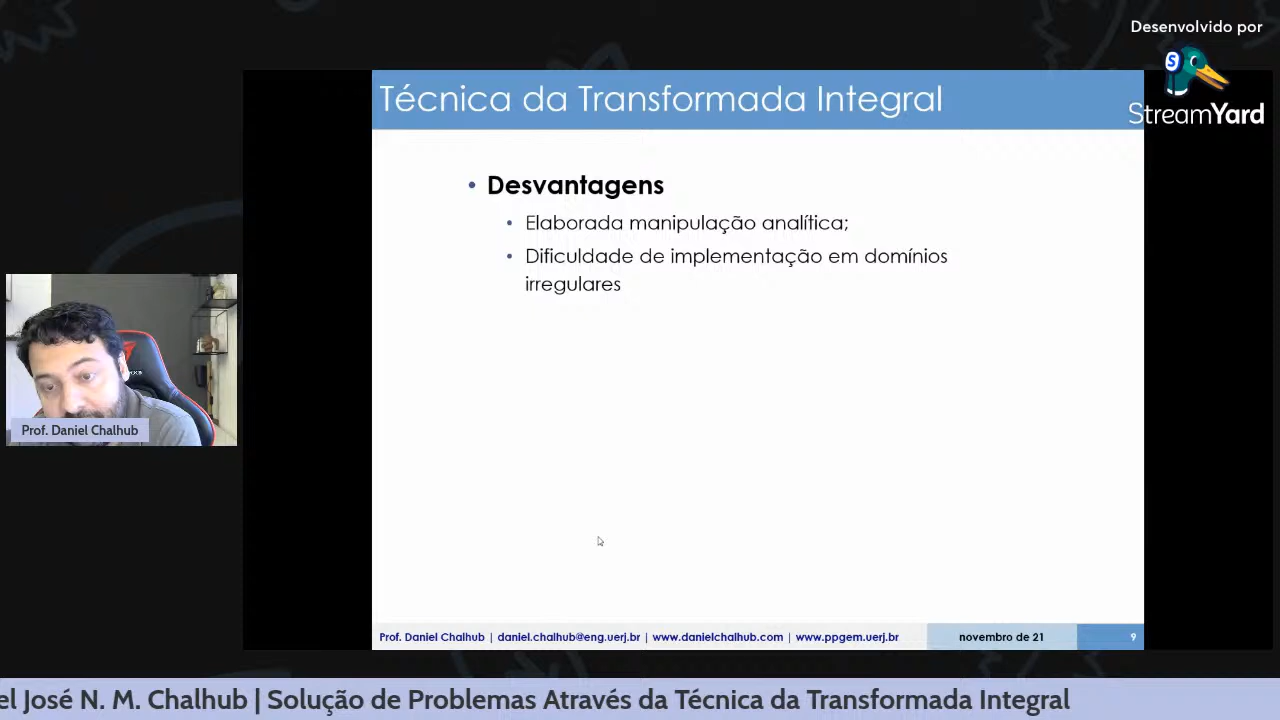 Desenvolvido por
StreamYard
Técnica da Transformada Integral
• Desvantagens
• Elaborada manipulação analítica;
• Dificuldade de implementação em domínios
irregulares
Prof. Daniel Chalhub
Prof. Daniel Chalhub | daniel.chalhub@eng.uerj.br | www.danielchalhub.com | www.ppgem.uerj.br
novembro de 21
9
el José N. M. Chalhub | Solução de Problemas Através da Técnica da Transformada Integral